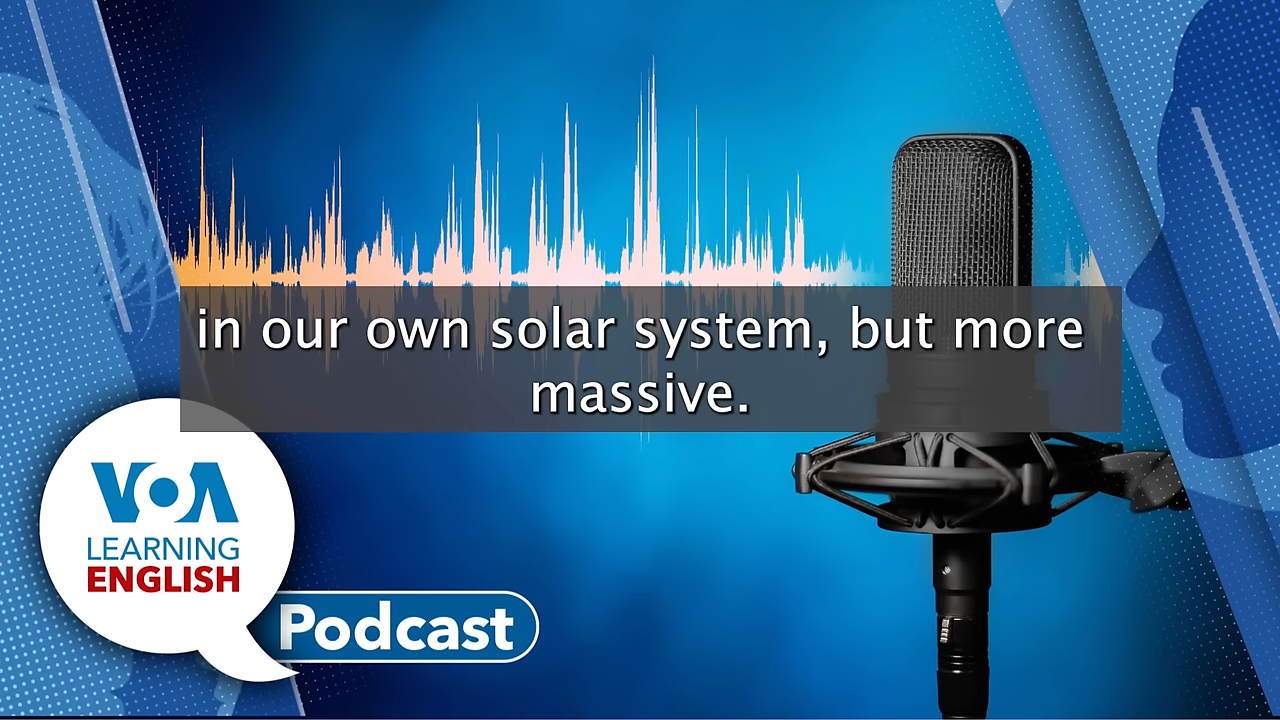 in our own solar system, but more
massive.
VOA
LEARNING
ENGLISH
Podcast